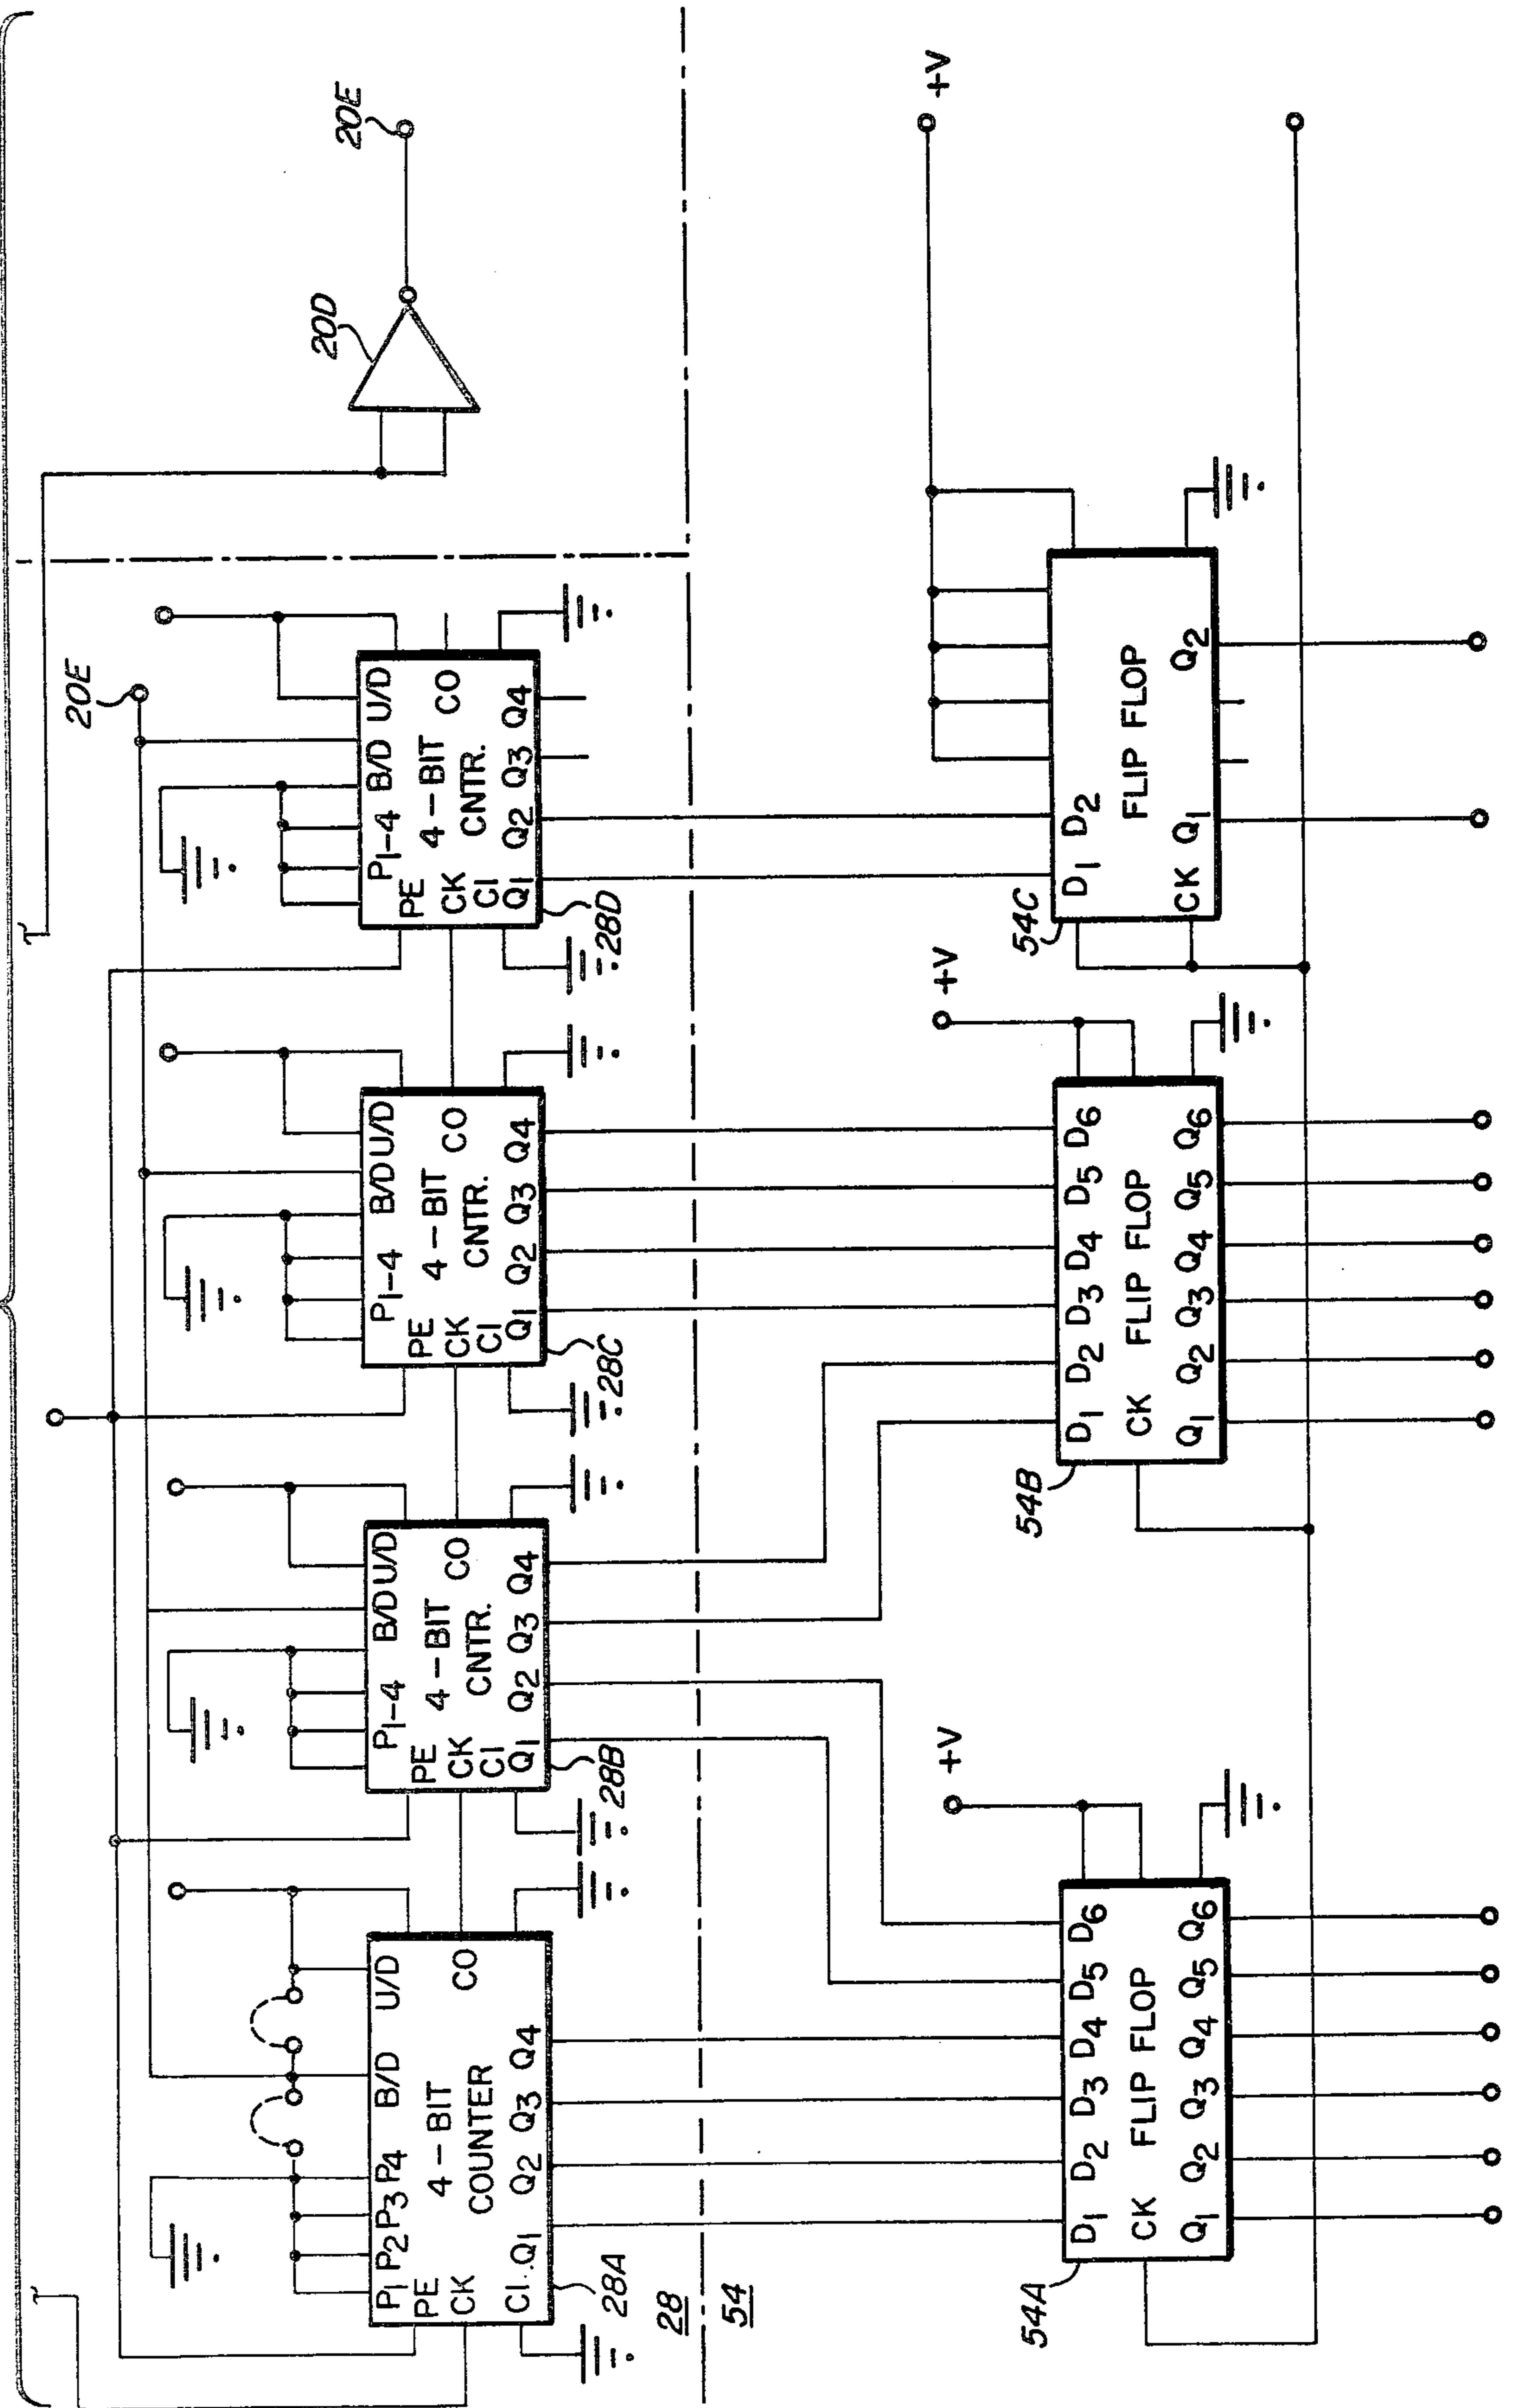 20D
20E
20E
P1 P2 P3 P4 B/D U/D
PE
CK
CI
4-BIT
COUNTER
CO
Q1 Q2 Q3 Q4
28A
P1-4 B/D U/D
PE
CK
CI
4-BIT
CNTR.
CO
Q1 Q2 Q3 Q4
28B
P1-4 B/D U/D
PE
CK
CI
4-BIT
CNTR.
CO
Q1 Q2 Q3 Q4
28C
P1-4 B/D U/D
PE
CK
CI
4-BIT
CNTR.
CO
Q1 Q2 Q3 Q4
28D
28
54
+V
54A
D1 D2 D3 D4 D5 D6
CK FLIP FLOP
Q1 Q2 Q3 Q4 Q5 Q6
+V
54B
D1 D2 D3 D4 D5 D6
CK FLIP FLOP
Q1 Q2 Q3 Q4 Q5 Q6
+V
54C
D1 D2
FLIP FLOP
CK Q1 Q2